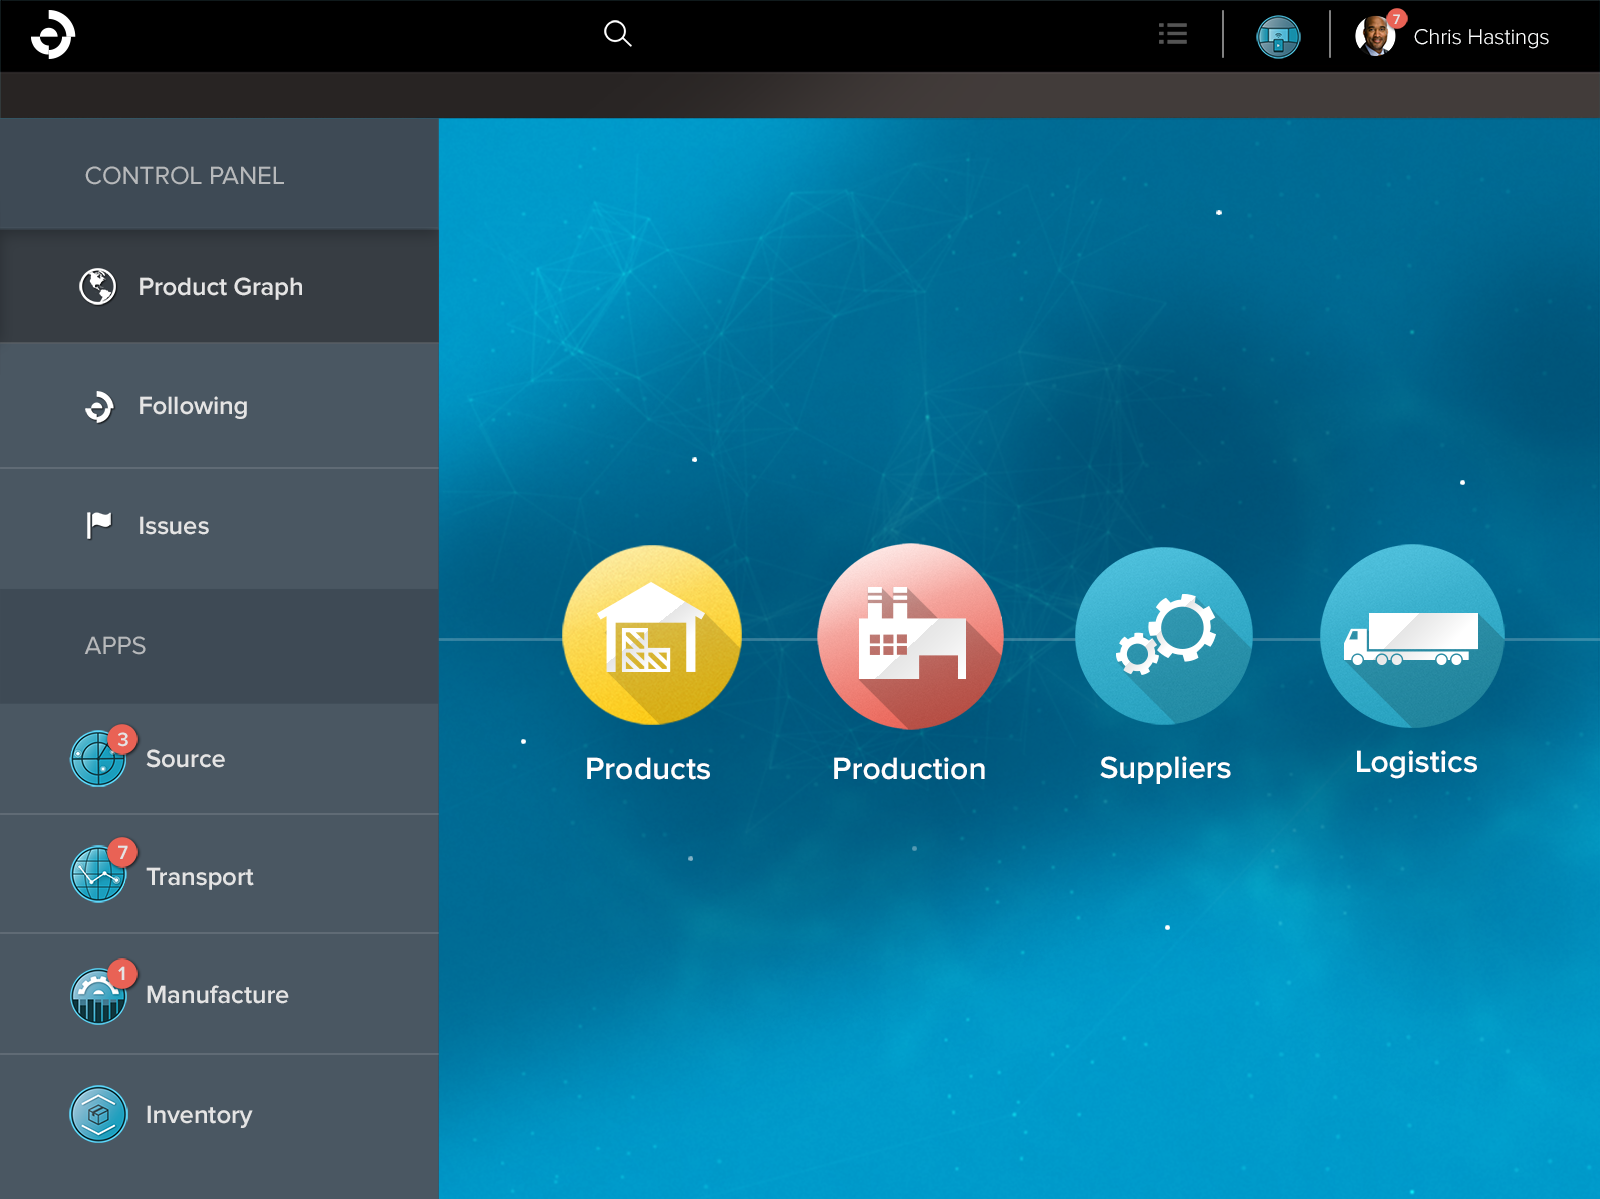 7
Chris Hastings
CONTROL PANEL
Product Graph
Following
Issues
APPS
3
Source
7
Transport
1
Manufacture
Inventory
Products
Production
Suppliers
Logistics